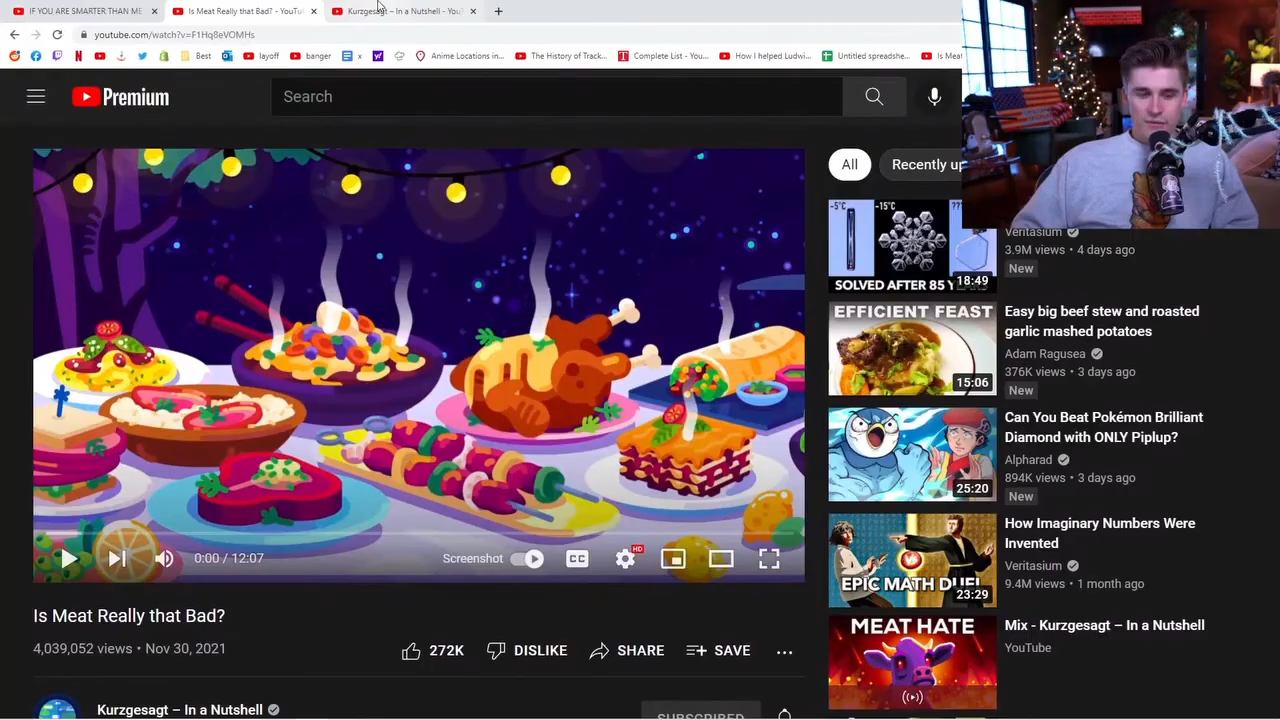 IF YOU ARE SMARTER THAN ME
Is Meat Really that Bad? - YouTu
Kurzgesagt – In a Nutshell - You
youtube.com/watch?v=F1Hq8eVOMHs
Best
layoff
banger
x
Anime Locations in...
The History of Track...
Complete List - You...
How I helped Ludwi...
Untitled spreadshe...
Is Meat
Premium
Search
All
Recently up
-5°C
-15°C
SOLVED AFTER 85 Y
18:49
Veritasium
3.9M views • 4 days ago
New
EFFICIENT FEAST
15:06
Easy big beef stew and roasted
garlic mashed potatoes
Adam Ragusea
376K views • 3 days ago
New
25:20
Can You Beat Pokémon Brilliant
Diamond with ONLY Piplup?
Alpharad
894K views • 3 days ago
New
EPIC MATH DUEL
23:29
How Imaginary Numbers Were
Invented
Veritasium
9.4M views • 1 month ago
MEAT HATE
Mix - Kurzgesagt – In a Nutshell
YouTube
0:00 / 12:07
Screenshot
CC
HD
Is Meat Really that Bad?
4,039,052 views • Nov 30, 2021
272K
DISLIKE
SHARE
SAVE
Kurzgesagt – In a Nutshell
SUBSCRIBED